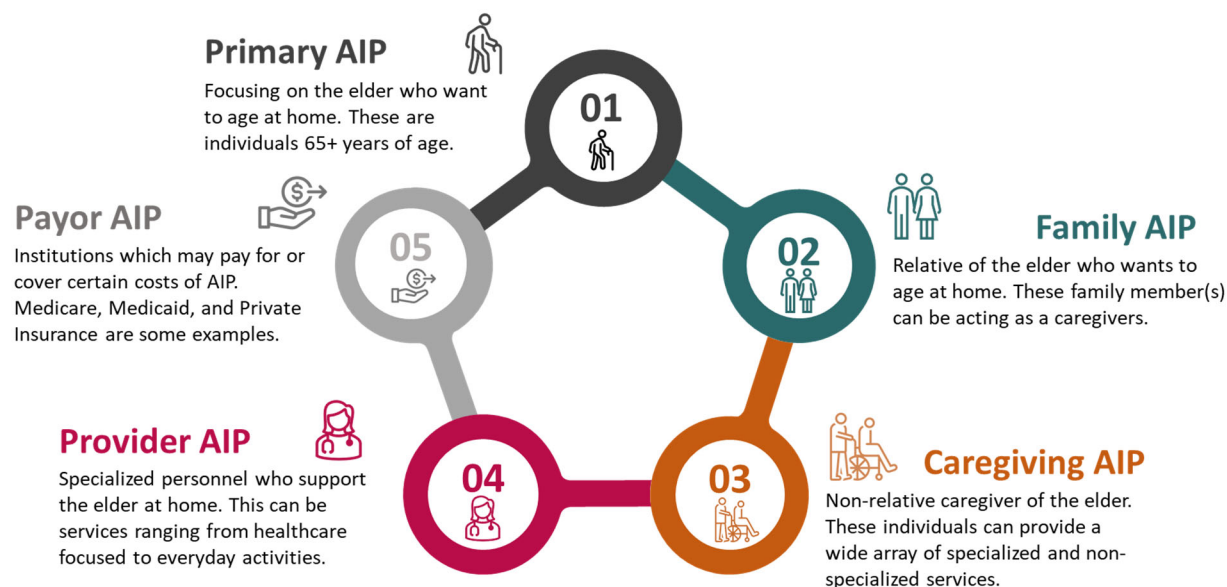 Primary AIP
Focusing on the elder who want
to age at home. These are
individuals 65+ years of age.
01
Family AIP
Relative of the elder who wants to
age at home. These family member(s)
can be acting as a caregivers.
02
Caregiving AIP
Non-relative caregiver of the elder.
These individuals can provide a
wide array of specialized and non-
specialized services.
03
Provider AIP
Specialized personnel who support
the elder at home. This can be
services ranging from healthcare
focused to everyday activities.
04
Payor AIP
Institutions which may pay for or
cover certain costs of AIP.
Medicare, Medicaid, and Private
Insurance are some examples.
05
$
$